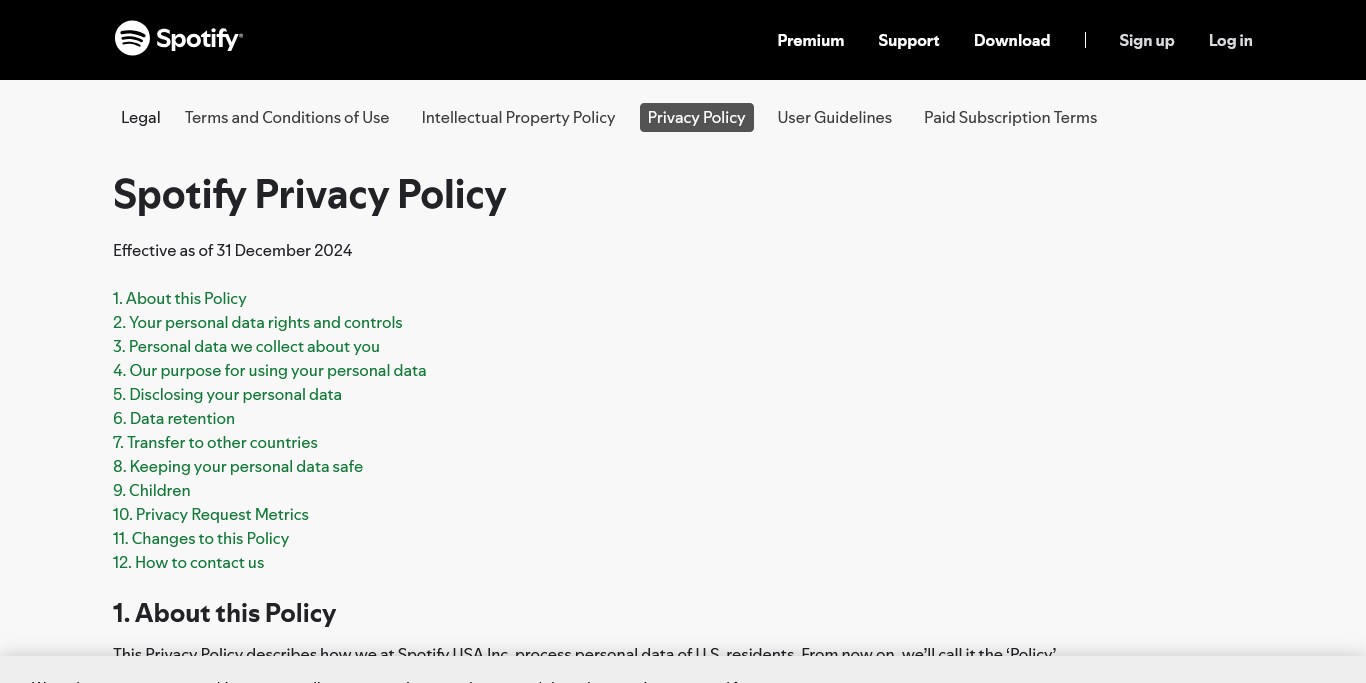 Spotify®
Premium Support Download Sign up Log in
Legal Terms and Conditions of Use Intellectual Property Policy Privacy Policy User Guidelines Paid Subscription Terms
Spotify Privacy Policy
Effective as of 31 December 2024
1. About this Policy
2. Your personal data rights and controls
3. Personal data we collect about you
4. Our purpose for using your personal data
5. Disclosing your personal data
6. Data retention
7. Transfer to other countries
8. Keeping your personal data safe
9. Children
10. Privacy Request Metrics
11. Changes to this Policy
12. How to contact us
1. About this Policy
This Privacy Policy describes how we at Spotify USA Inc. process personal data of U.S. residents. From now on, we’ll call it the ‘Policy’.